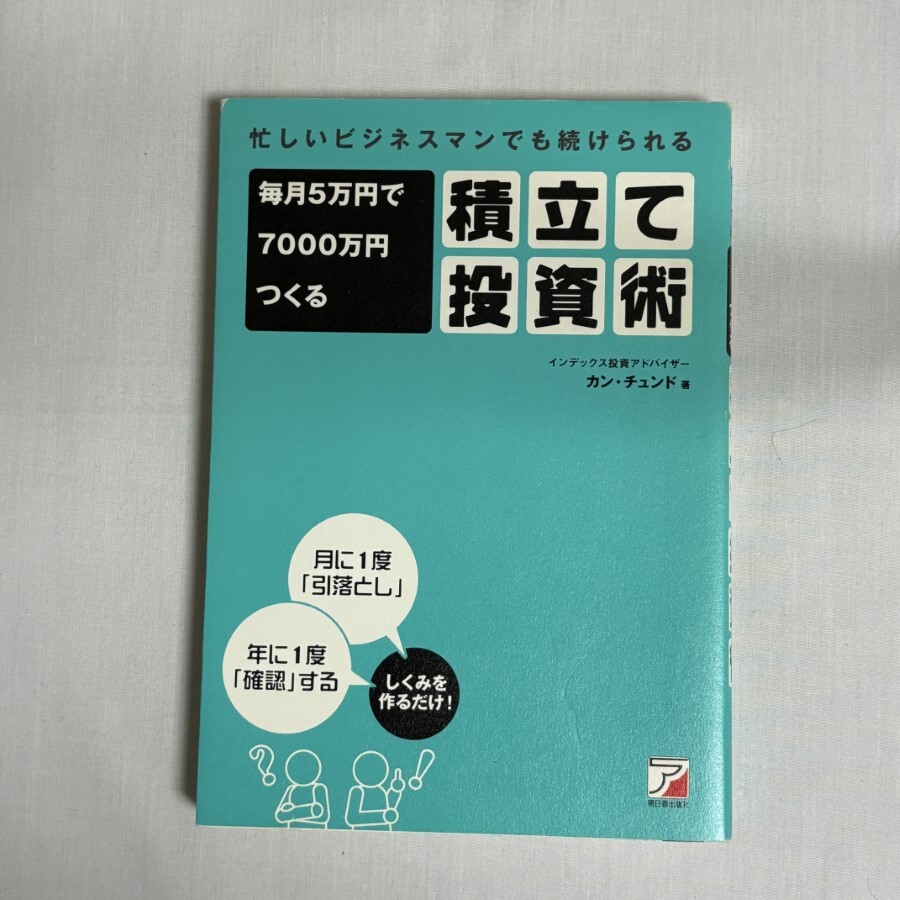 忙しいビジネスマンでも続けられる
毎月5万円で
7000万円
つくる
積立て
投資術
インデックス投資アドバイザー
カン・チュンド 著
月に1度
「引落とし」
年に1度
「確認」する
しくみを
作るだけ!
?
!
ア
明日香出版社